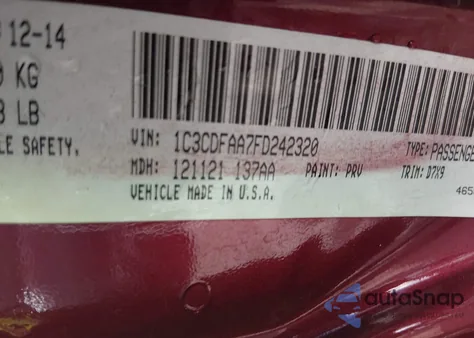 12-14
KG
LB
LE SAFETY.
VIN: 1C3CDFAA7FD242320
TYPE: PASSENGE
MDH: 121121 137AA
PAINT: PRV
TRIM: D7X9
VEHICLE MADE IN U.S.A.
465
autoSnap